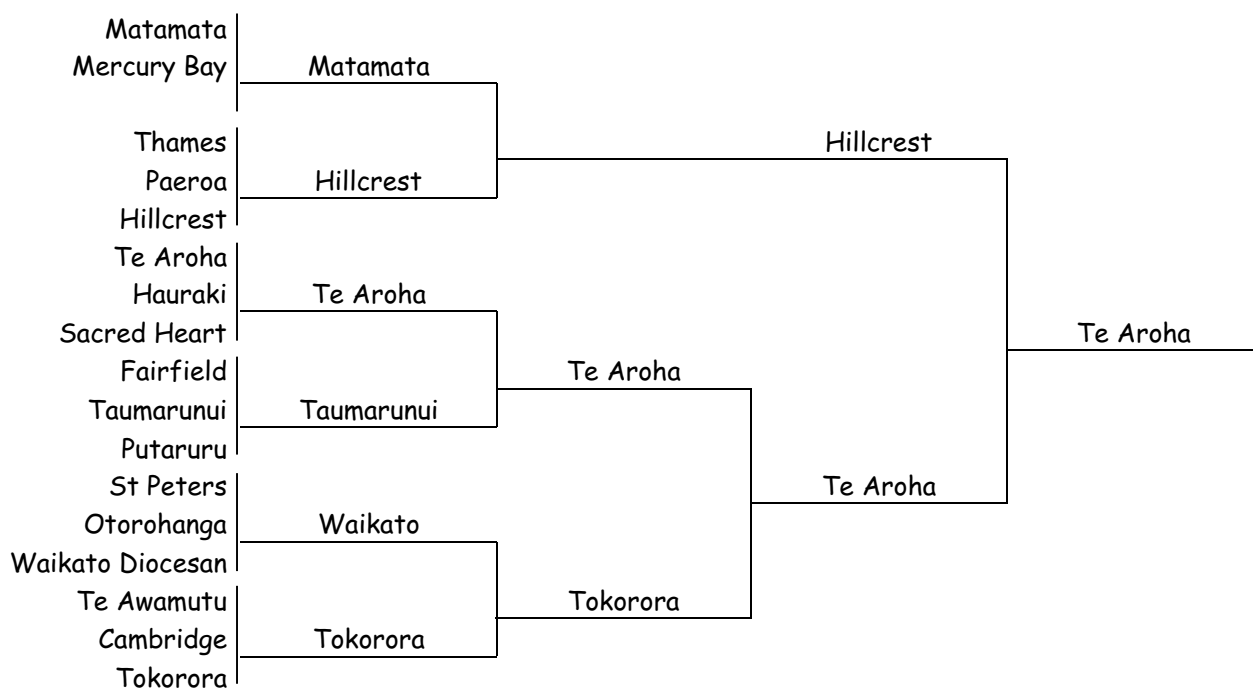 Matamata
Mercury Bay
Matamata
Thames
Hillcrest
Paeroa
Hillcrest
Hillcrest
Te Aroha
Hauraki
Te Aroha
Sacred Heart
Te Aroha
Fairfield
Te Aroha
Taumarunui
Taumarunui
Putaruru
St Peters
Te Aroha
Otorohanga
Waikato
Waikato Diocesan
Te Awamutu
Tokorora
Cambridge
Tokorora
Tokorora